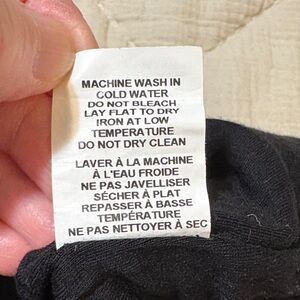 MACHINE WASH IN
COLD WATER
DO NOT BLEACH
LAY FLAT TO DRY
IRON AT LOW
TEMPERATURE
DO NOT DRY CLEAN
LAVER À LA MACHINE
À L'EAU FROIDE
NE PAS JAVELLISER
SÉCHER À PLAT
REPASSER À BASSE
TEMPÉRATURE
NE PAS NETTOYER À SEC